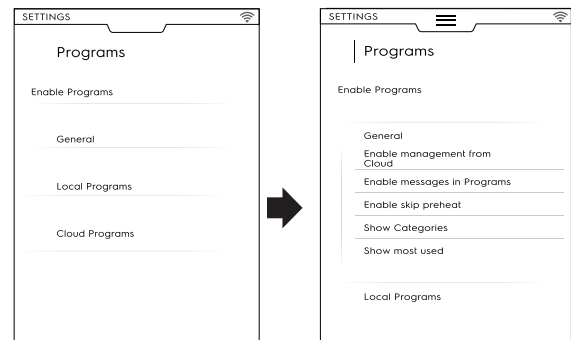 SETTINGS
Programs
Enable Programs
General
Local Programs
Cloud Programs
SETTINGS
Programs
Enable Programs
General
Enable management from
Cloud
Enable messages in Programs
Enable skip preheat
Show Categories
Show most used
Local Programs